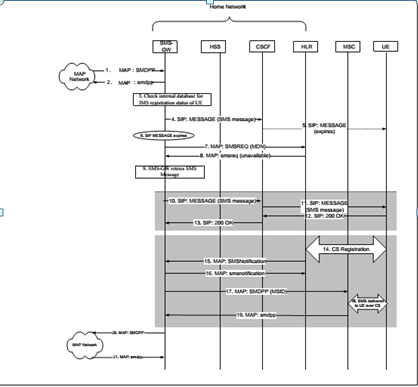 Home Network
SMS-
GW
HSS
CSCF
HLR
MSC
UE
MAP
Network
1. MAP : SMDPP
2. MAP : smdpp
3. Check internal database for
IMS registration status of UE
4. SIP: MESSAGE (SMS message)
5. SIP: MESSAGE
(expires)
6. SIP MESSAGE expires
7. MAP: SMSREQ (MDN)
8. MAP: smsreq (unavailable)
9. SMS-GW retries SMS
Message
10. SIP: MESSAGE (SMS message)
11. SIP: MESSAGE
(SMS message)
12. SIP: 200 OK
13. SIP: 200 OK
14. CS Registration
15. MAP: SMSNotification
16. MAP: smsnotification
17. MAP: SMDPP (MSID)
18. SMS delivered
to UE over CS
19. MAP: smdpp
20. MAP: SMDPP
MAP Network
21. MAP: smdpp